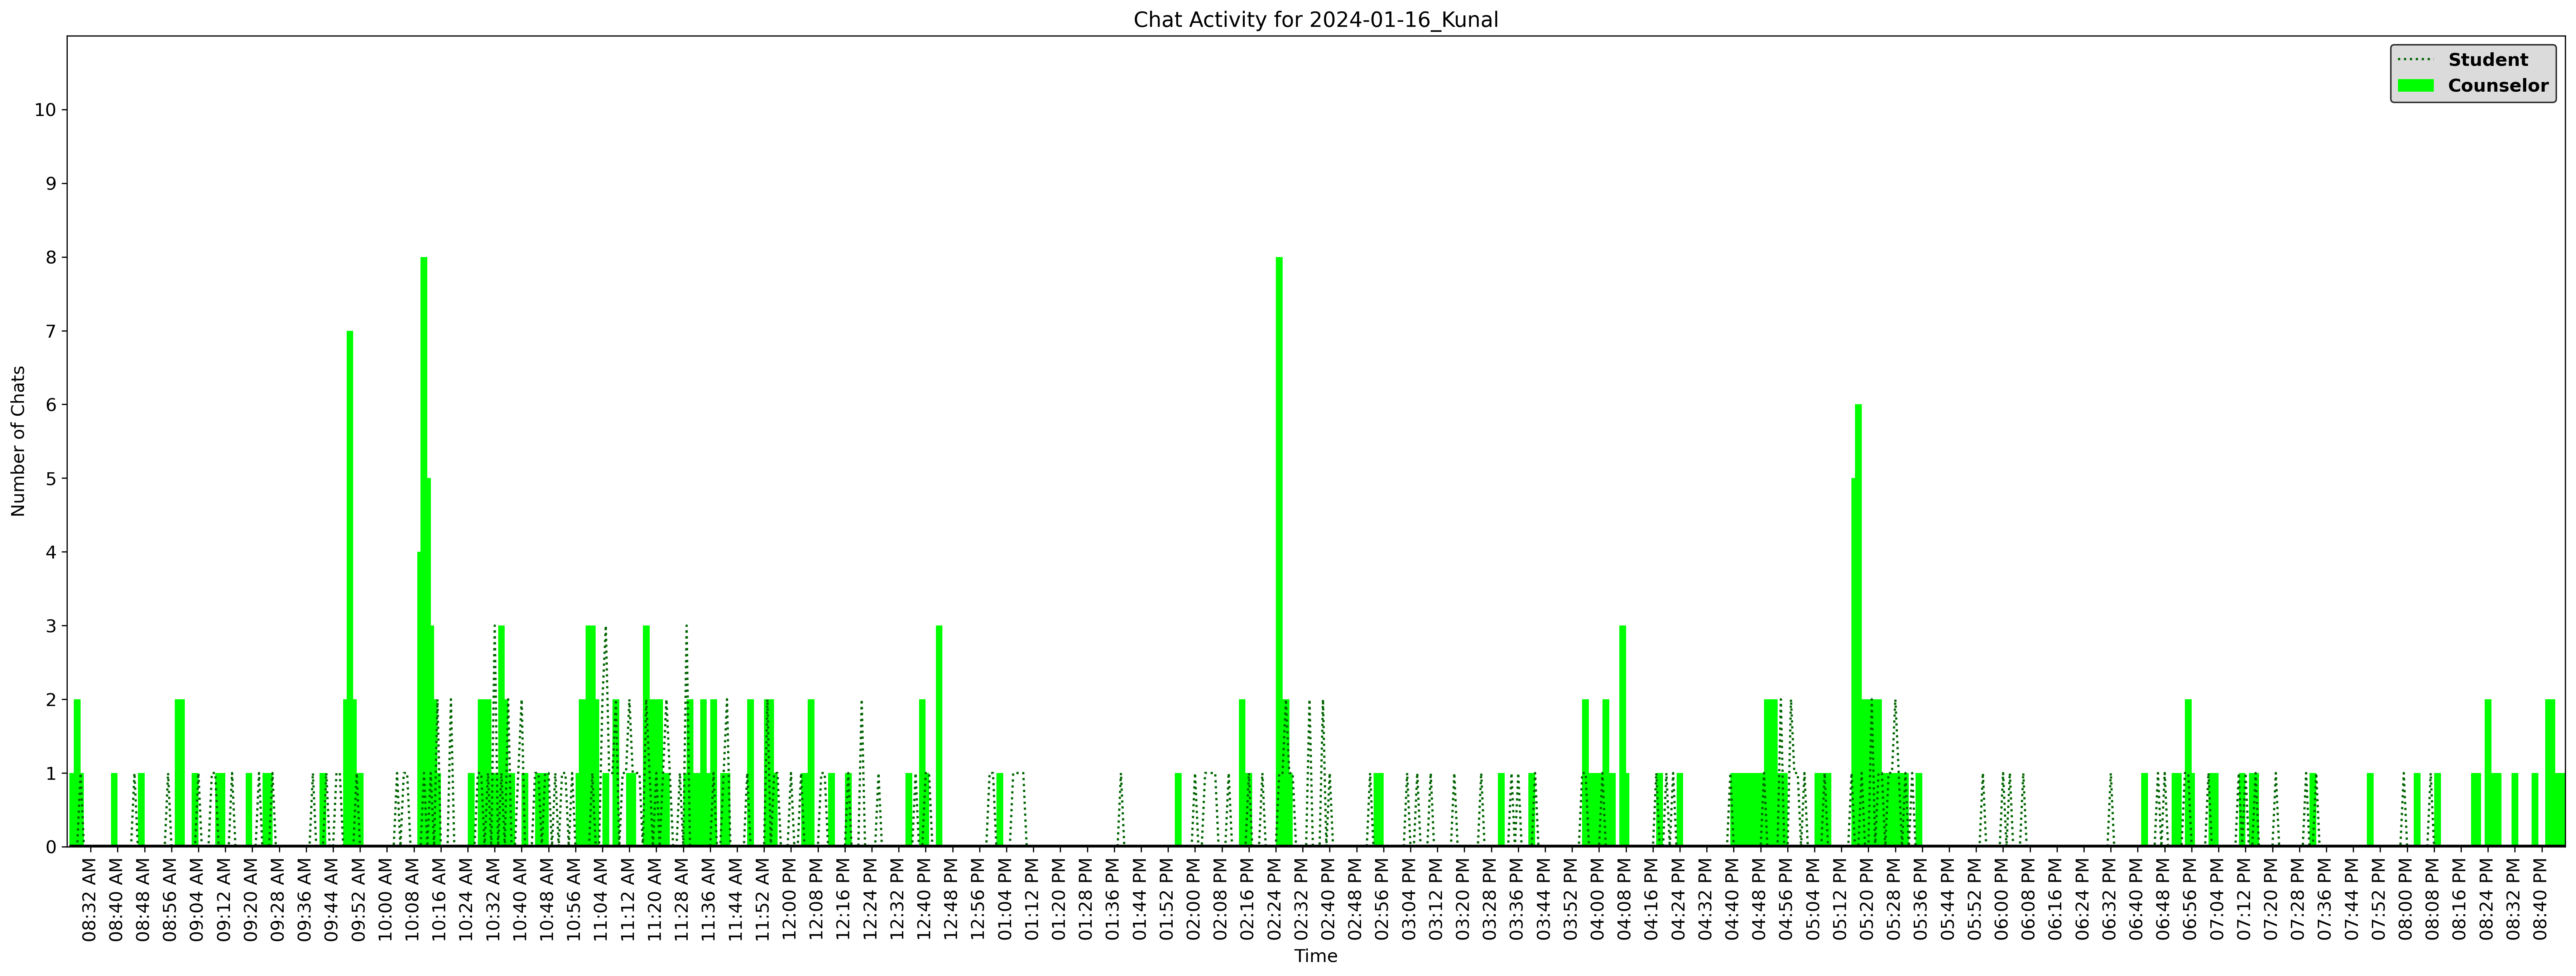 Chat Activity for 2024-01-16_Kunal
Student
Counselor
Number of Chats
10
9
8
7
6
5
4
3
2
1
0
08:32 AM
08:40 AM
08:48 AM
08:56 AM
09:04 AM
09:12 AM
09:20 AM
09:28 AM
09:36 AM
09:44 AM
09:52 AM
10:00 AM
10:08 AM
10:16 AM
10:24 AM
10:32 AM
10:40 AM
10:48 AM
10:56 AM
11:04 AM
11:12 AM
11:20 AM
11:28 AM
11:36 AM
11:44 AM
11:52 AM
12:00 PM
12:08 PM
12:16 PM
12:24 PM
12:32 PM
12:40 PM
12:48 PM
12:56 PM
01:04 PM
01:12 PM
01:20 PM
01:28 PM
01:36 PM
01:44 PM
01:52 PM
02:00 PM
02:08 PM
02:16 PM
02:24 PM
02:32 PM
02:40 PM
02:48 PM
02:56 PM
03:04 PM
03:12 PM
03:20 PM
03:28 PM
03:36 PM
03:44 PM
03:52 PM
04:00 PM
04:08 PM
04:16 PM
04:24 PM
04:32 PM
04:40 PM
04:48 PM
04:56 PM
05:04 PM
05:12 PM
05:20 PM
05:28 PM
05:36 PM
05:44 PM
05:52 PM
06:00 PM
06:08 PM
06:16 PM
06:24 PM
06:32 PM
06:40 PM
06:48 PM
06:56 PM
07:04 PM
07:12 PM
07:20 PM
07:28 PM
07:36 PM
07:44 PM
07:52 PM
08:00 PM
08:08 PM
08:16 PM
08:24 PM
08:32 PM
08:40 PM
Time